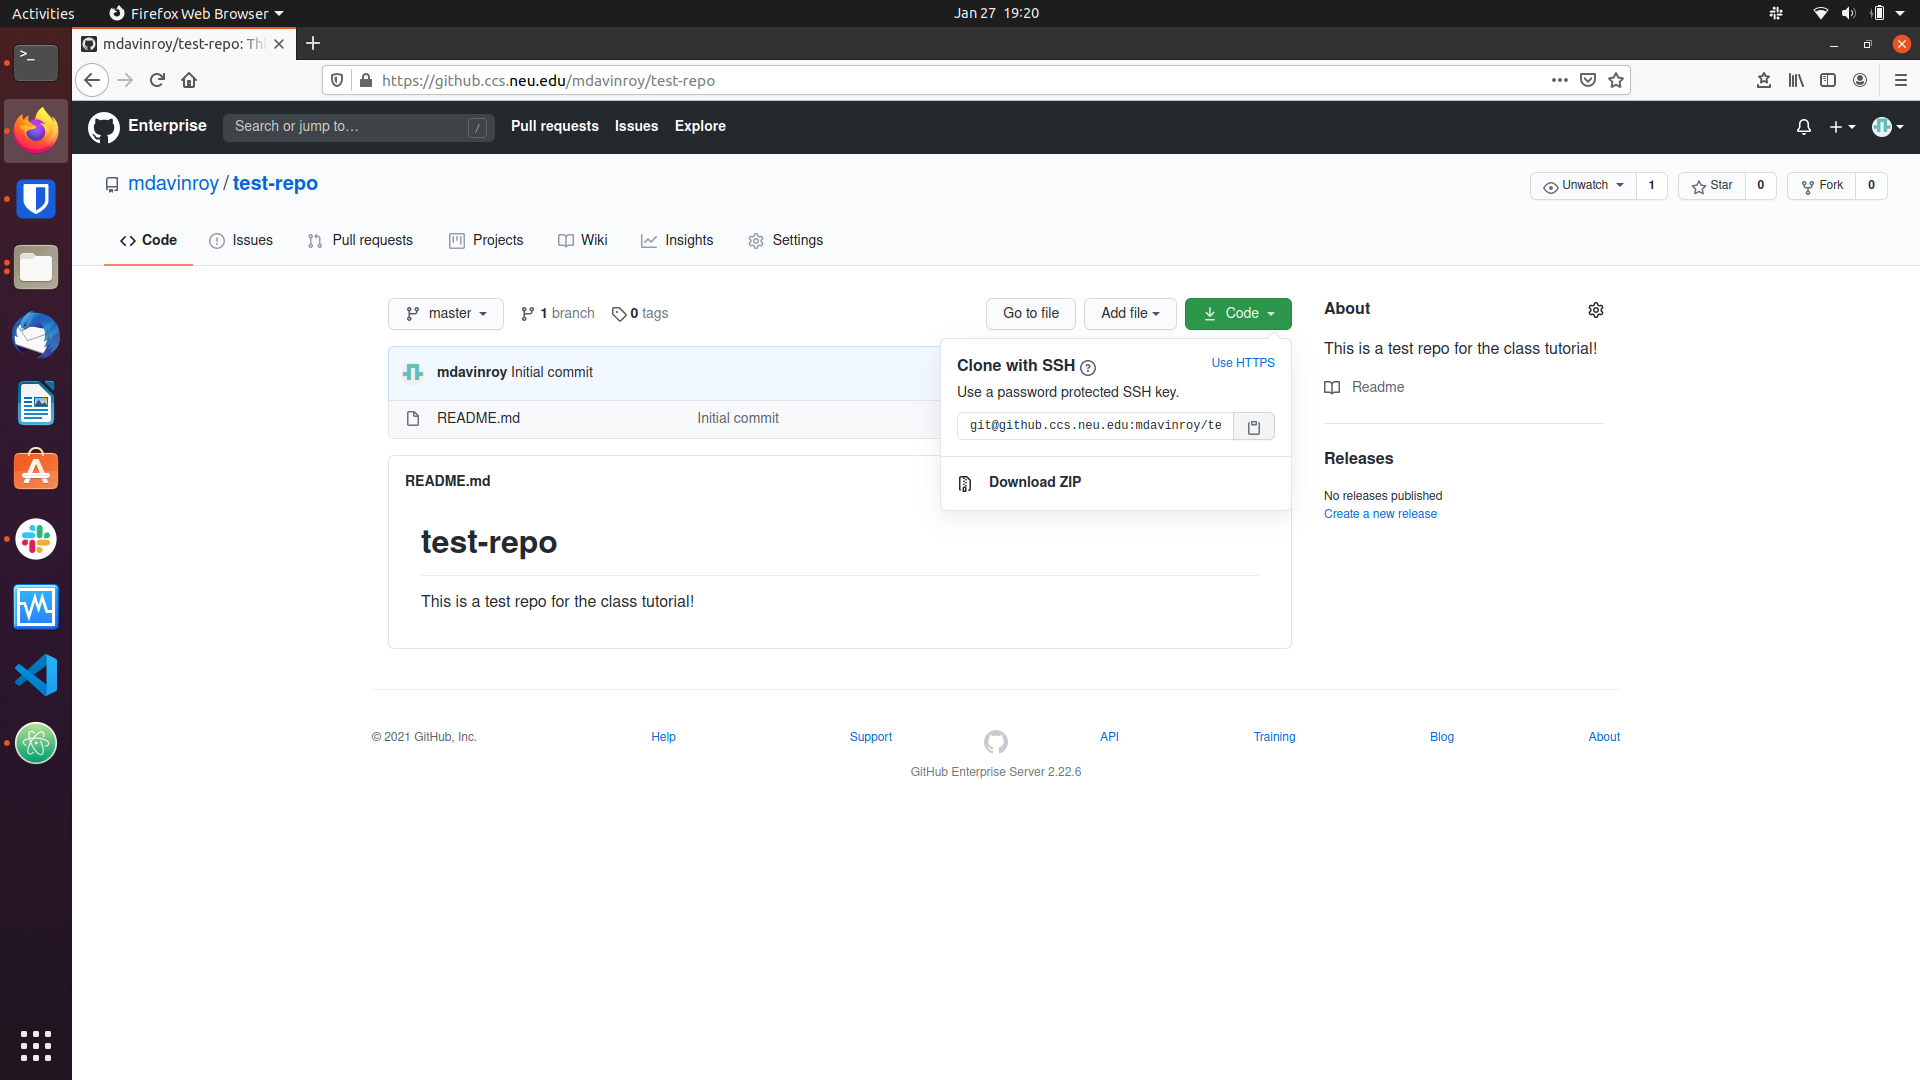 Activities Firefox Web Browser Jan 27 19:20
mdavinroy/test-repo: Thi
https://github.ccs.neu.edu/mdavinroy/test-repo
Enterprise Search or jump to… / Pull requests Issues Explore
mdavinroy / test-repo Unwatch 1 Star 0 Fork 0
Code Issues Pull requests Projects Wiki Insights Settings
master 1 branch 0 tags Go to file Add file Code
mdavinroy Initial commit
README.md Initial commit
Clone with SSH ? Use HTTPS
Use a password protected SSH key.
git@github.ccs.neu.edu:mdavinroy/te
Download ZIP
README.md
test-repo
This is a test repo for the class tutorial!
About
This is a test repo for the class tutorial!
Readme
Releases
No releases published
Create a new release
© 2021 GitHub, Inc. Help Support API Training Blog About
GitHub Enterprise Server 2.22.6